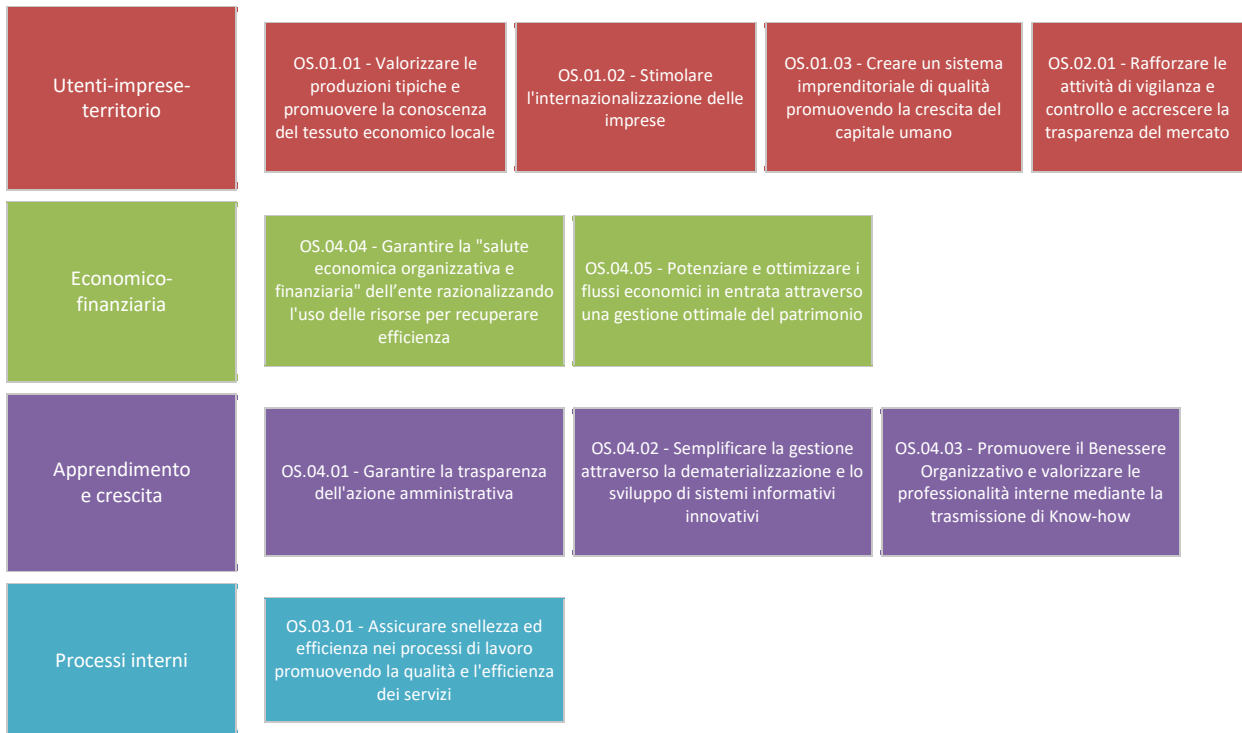 Utenti-imprese-
territorio
OS.01.01 - Valorizzare le
produzioni tipiche e
promuovere la conoscenza
del tessuto economico locale
OS.01.02 - Stimolare
l'internazionalizzazione delle
imprese
OS.01.03 - Creare un sistema
imprenditoriale di qualità
promuovendo la crescita del
capitale umano
OS.02.01 - Rafforzare le
attività di vigilanza e
controllo e accrescere la
trasparenza del mercato
Economico-
finanziaria
OS.04.04 - Garantire la "salute
economica organizzativa e
finanziaria" dell’ente razionalizzando
l'uso delle risorse per recuperare
efficienza
OS.04.05 - Potenziare e ottimizzare i
flussi economici in entrata attraverso
una gestione ottimale del patrimonio
Apprendimento
e crescita
OS.04.01 - Garantire la trasparenza
dell'azione amministrativa
OS.04.02 - Semplificare la gestione
attraverso la dematerializzazione e lo
sviluppo di sistemi informativi
innovativi
OS.04.03 - Promuovere il Benessere
Organizzativo e valorizzare le
professionalità interne mediante la
trasmissione di Know-how
Processi interni
OS.03.01 - Assicurare snellezza ed
efficienza nei processi di lavoro
promuovendo la qualità e l'efficienza
dei servizi